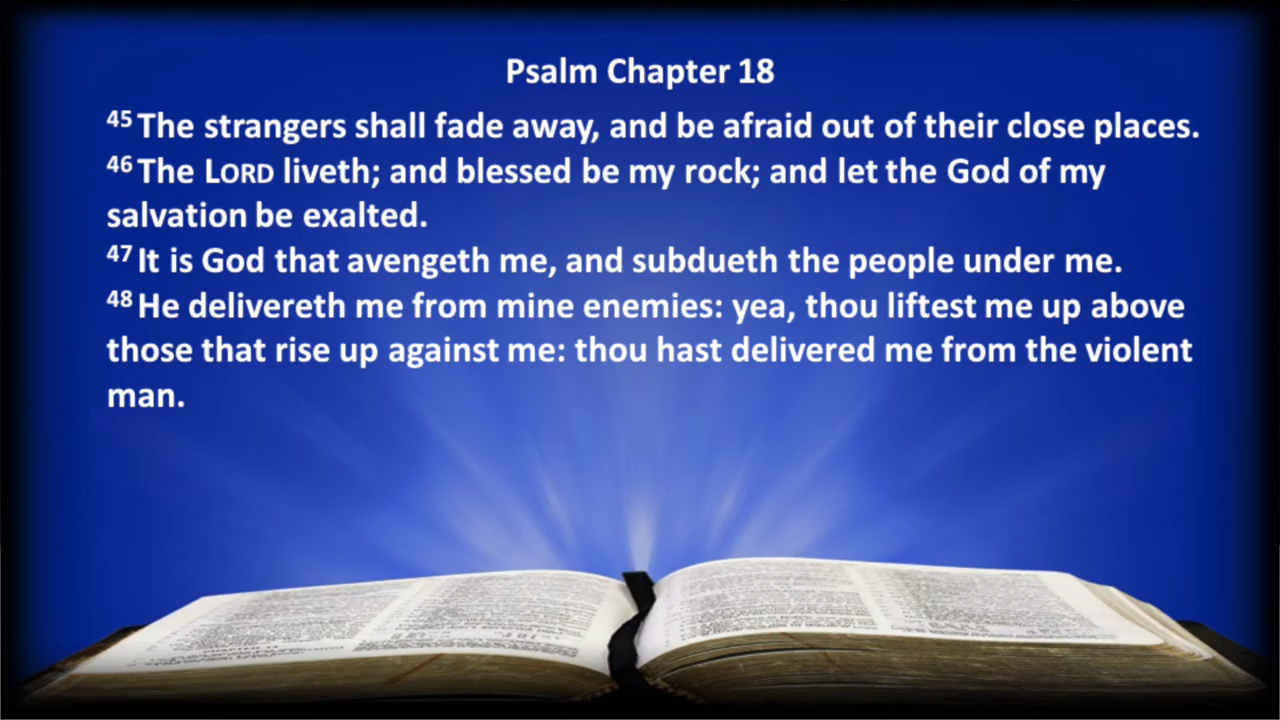 Psalm Chapter 18
45 The strangers shall fade away, and be afraid out of their close places.
46 The LORD liveth; and blessed be my rock; and let the God of my
salvation be exalted.
47 It is God that avengeth me, and subdueth the people under me.
48 He delivereth me from mine enemies: yea, thou liftest me up above
those that rise up against me: thou hast delivered me from the violent
man.